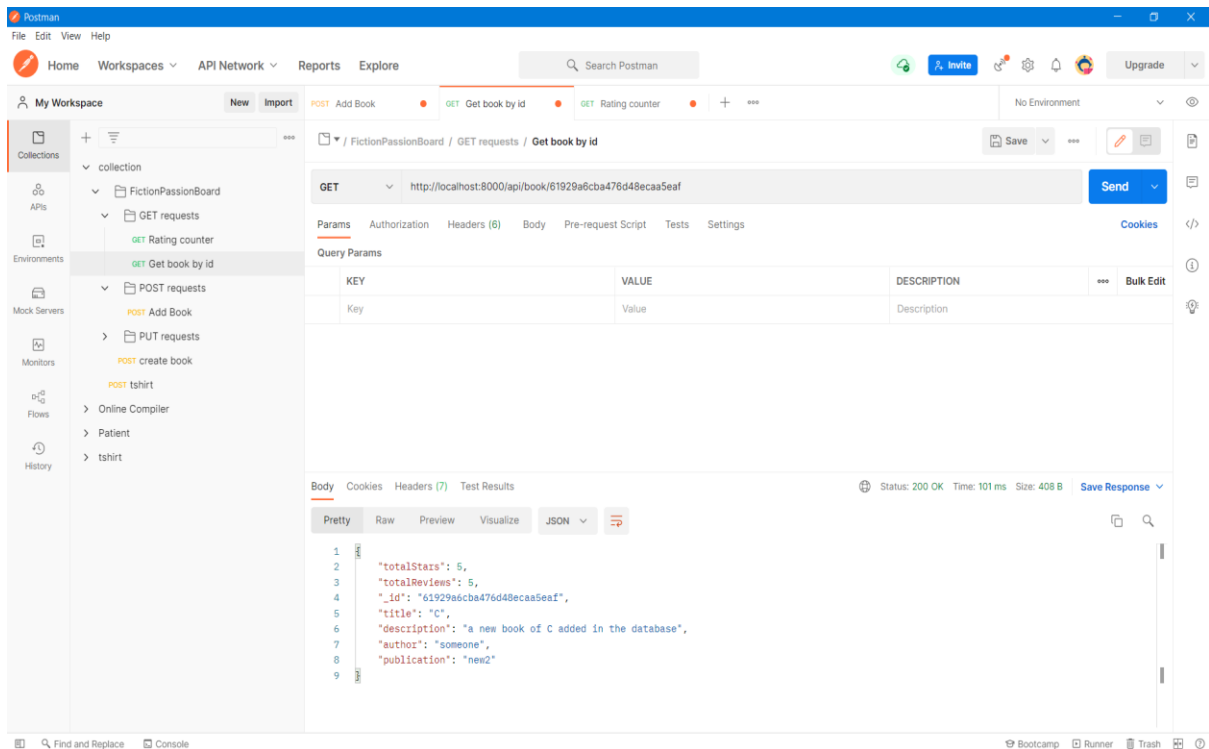 Postman
File Edit View Help
Home Workspaces API Network Reports Explore Search Postman Invite Upgrade
My Workspace New Import
POST Add Book GET Get book by id GET Rating counter No Environment
Collections
APIs
Environments
Mock Servers
Monitors
Flows
History
collection
FictionPassionBoard
GET requests
GET Rating counter
GET Get book by id
POST requests
POST Add Book
PUT requests
POST create book
POST tshirt
Online Compiler
Patient
tshirt
/ FictionPassionBoard / GET requests / Get book by id Save
GET http://localhost:8000/api/book/61929a6cba476d48ecaa5eaf Send
Params Authorization Headers (6) Body Pre-request Script Tests Settings Cookies
Query Params
KEY VALUE DESCRIPTION Bulk Edit
Key Value Description
Body Cookies Headers (7) Test Results Status: 200 OK Time: 101 ms Size: 408 B Save Response
Pretty Raw Preview Visualize JSON
1 {
2 "totalStars": 5,
3 "totalReviews": 5,
4 "_id": "61929a6cba476d48ecaa5eaf",
5 "title": "C",
6 "description": "a new book of C added in the database",
7 "author": "someone",
8 "publication": "new2"
9 }
Find and Replace Console Bootcamp Runner Trash